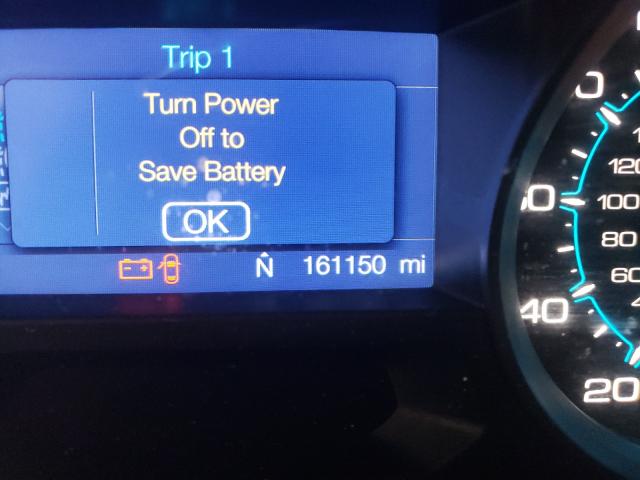 Trip 1
Turn Power
Off to
Save Battery
OK
N 161150 mi
120
100
80
60
40
20